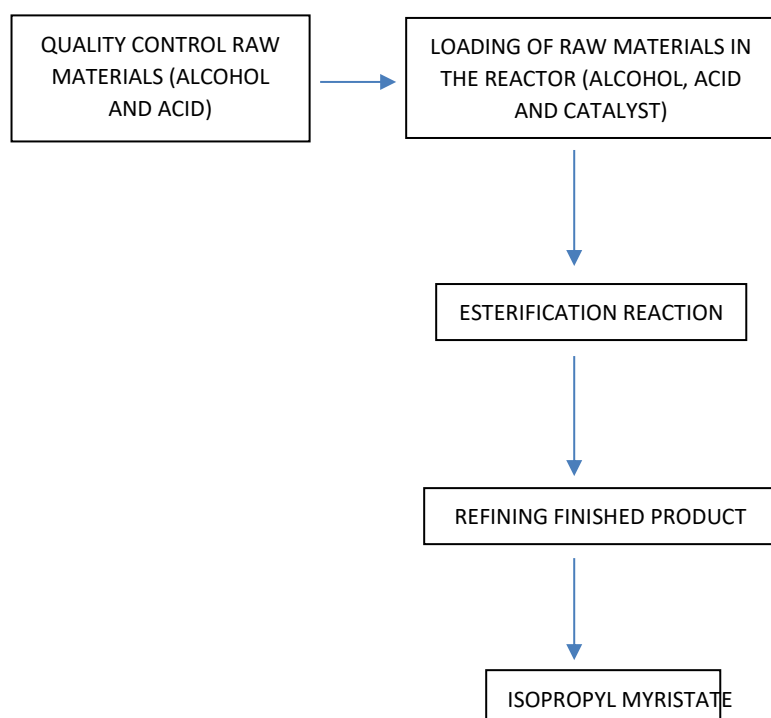 QUALITY CONTROL RAW
MATERIALS (ALCOHOL
AND ACID)
LOADING OF RAW MATERIALS IN
THE REACTOR (ALCOHOL, ACID
AND CATALYST)
ESTERIFICATION REACTION
REFINING FINISHED PRODUCT
ISOPROPYL MYRISTATE